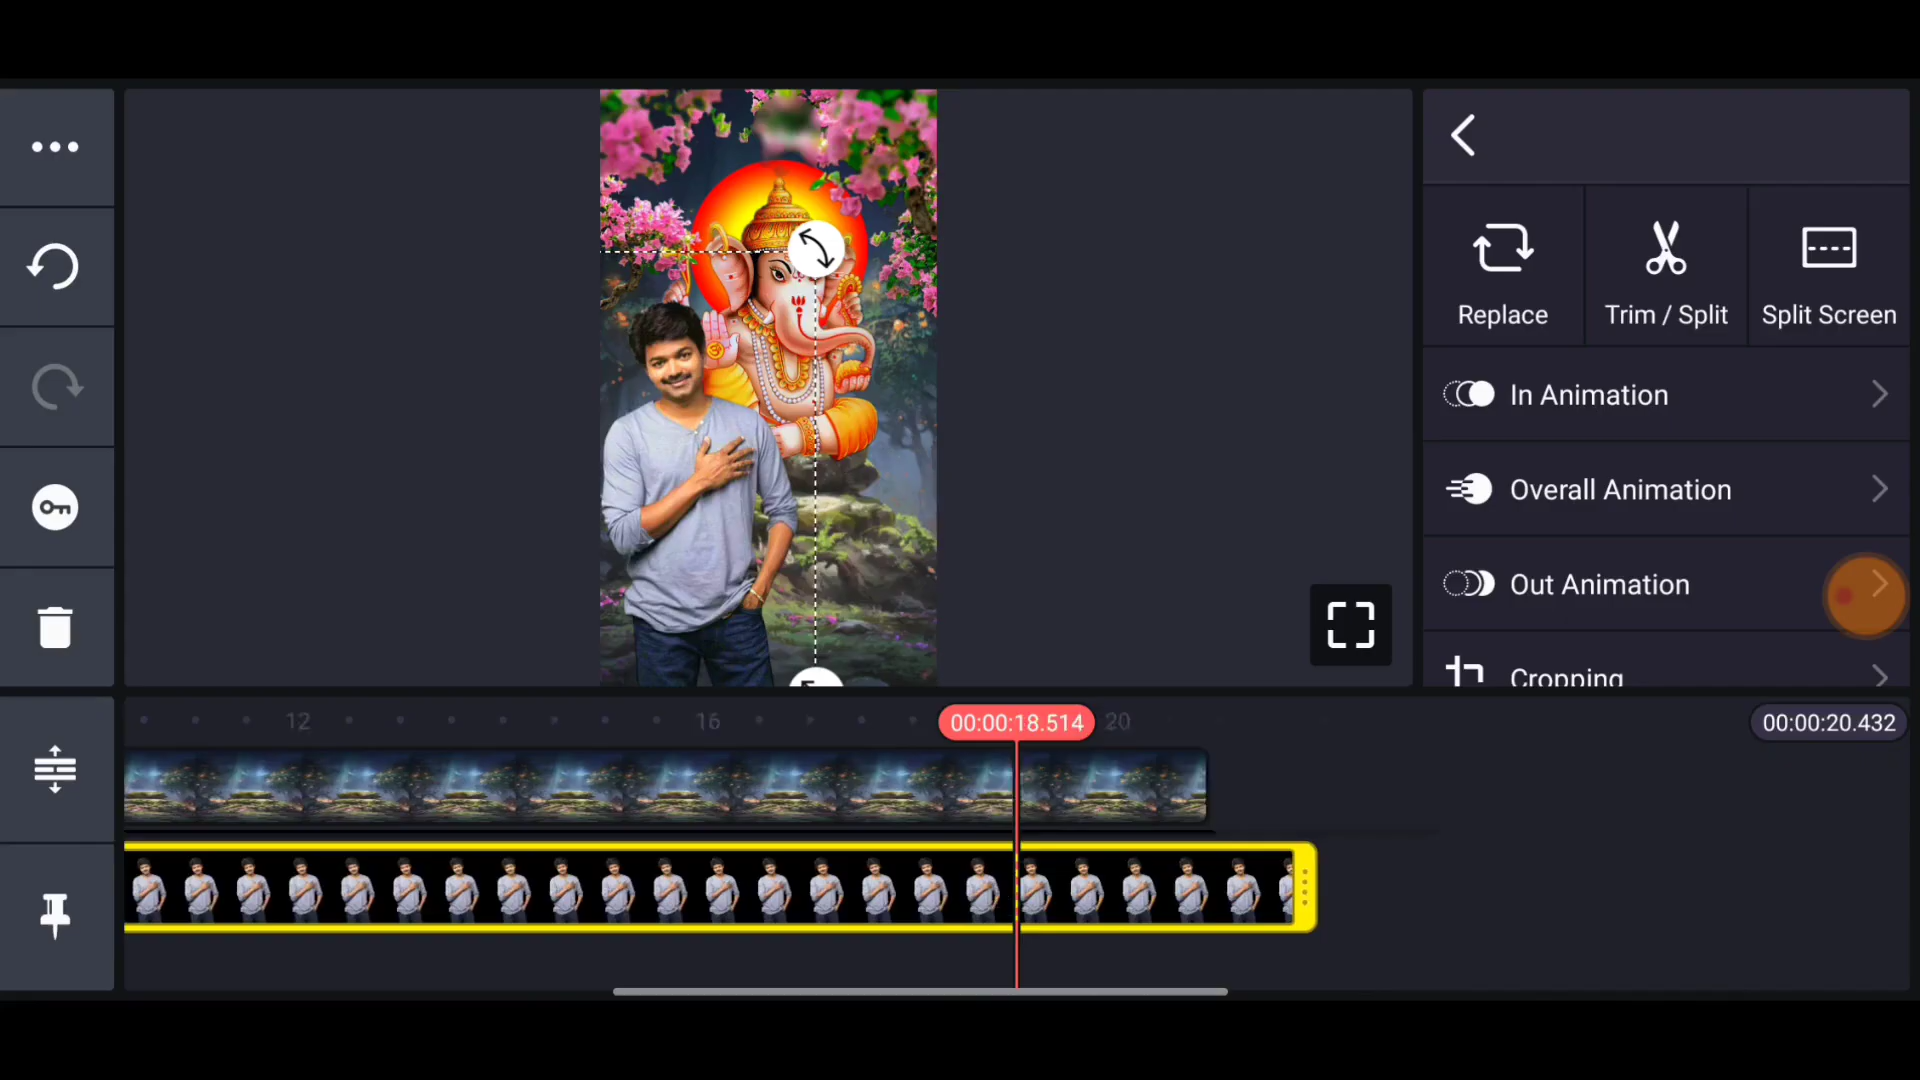 Replace
Trim / Split
Split Screen
In Animation
Overall Animation
Out Animation
Cropping
12
16
00:00:18.514
20
00:00:20.432